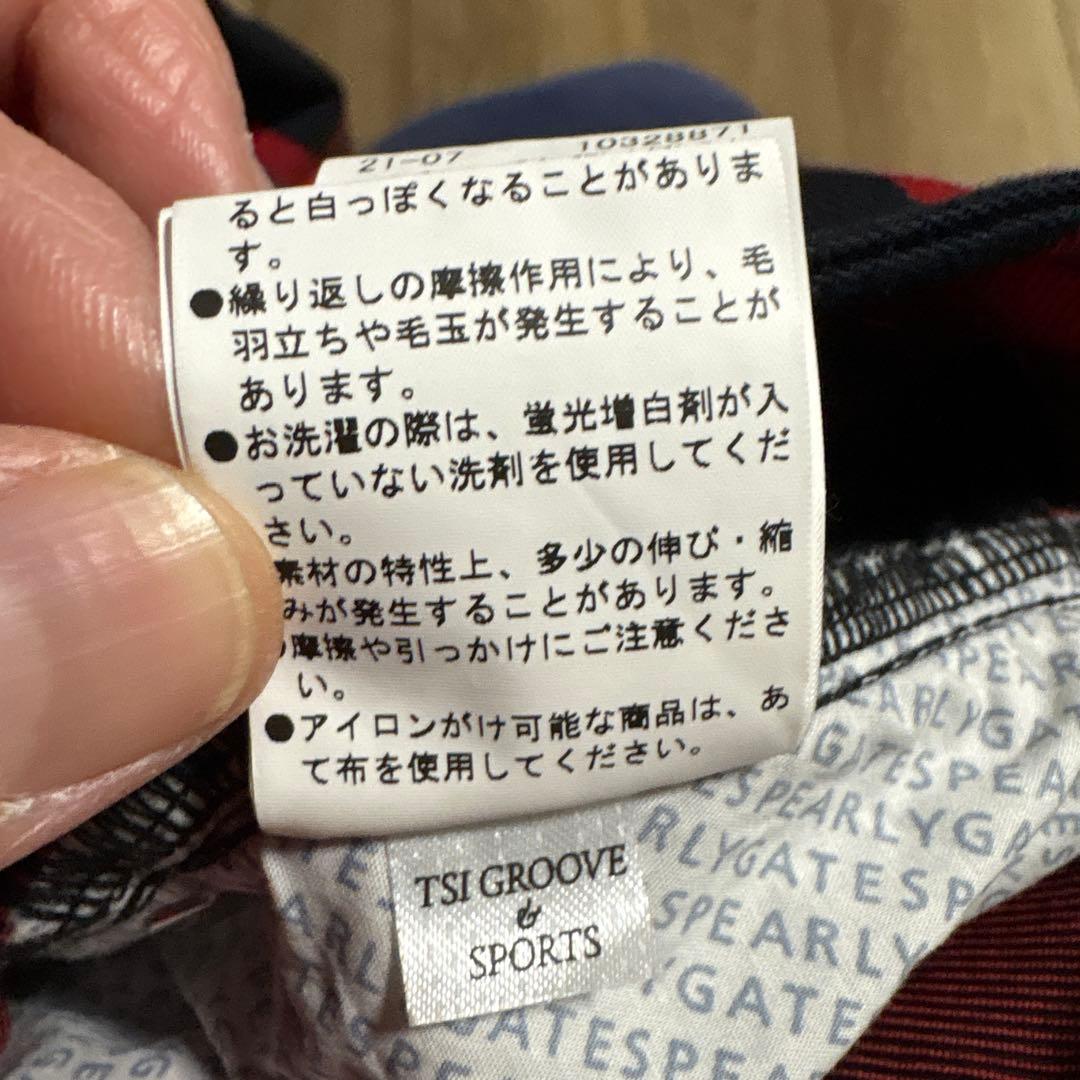 21-07 10328871
ると白っぽくなることがありま
す。
●繰り返しの摩擦作用により、毛
羽立ちや毛玉が発生することが
あります。
●お洗濯の際は、蛍光増白剤が入
っていない洗剤を使用してくだ
さい。
素材の特性上、多少の伸び・縮
みが発生することがあります。
摩擦や引っかけにご注意くださ
い。
●アイロンがけ可能な商品は、あ
て布を使用してください。
TSI GROOVE
&
SPORTS
PEARLYGATES
PEARLYGATES
PEARLYGATES